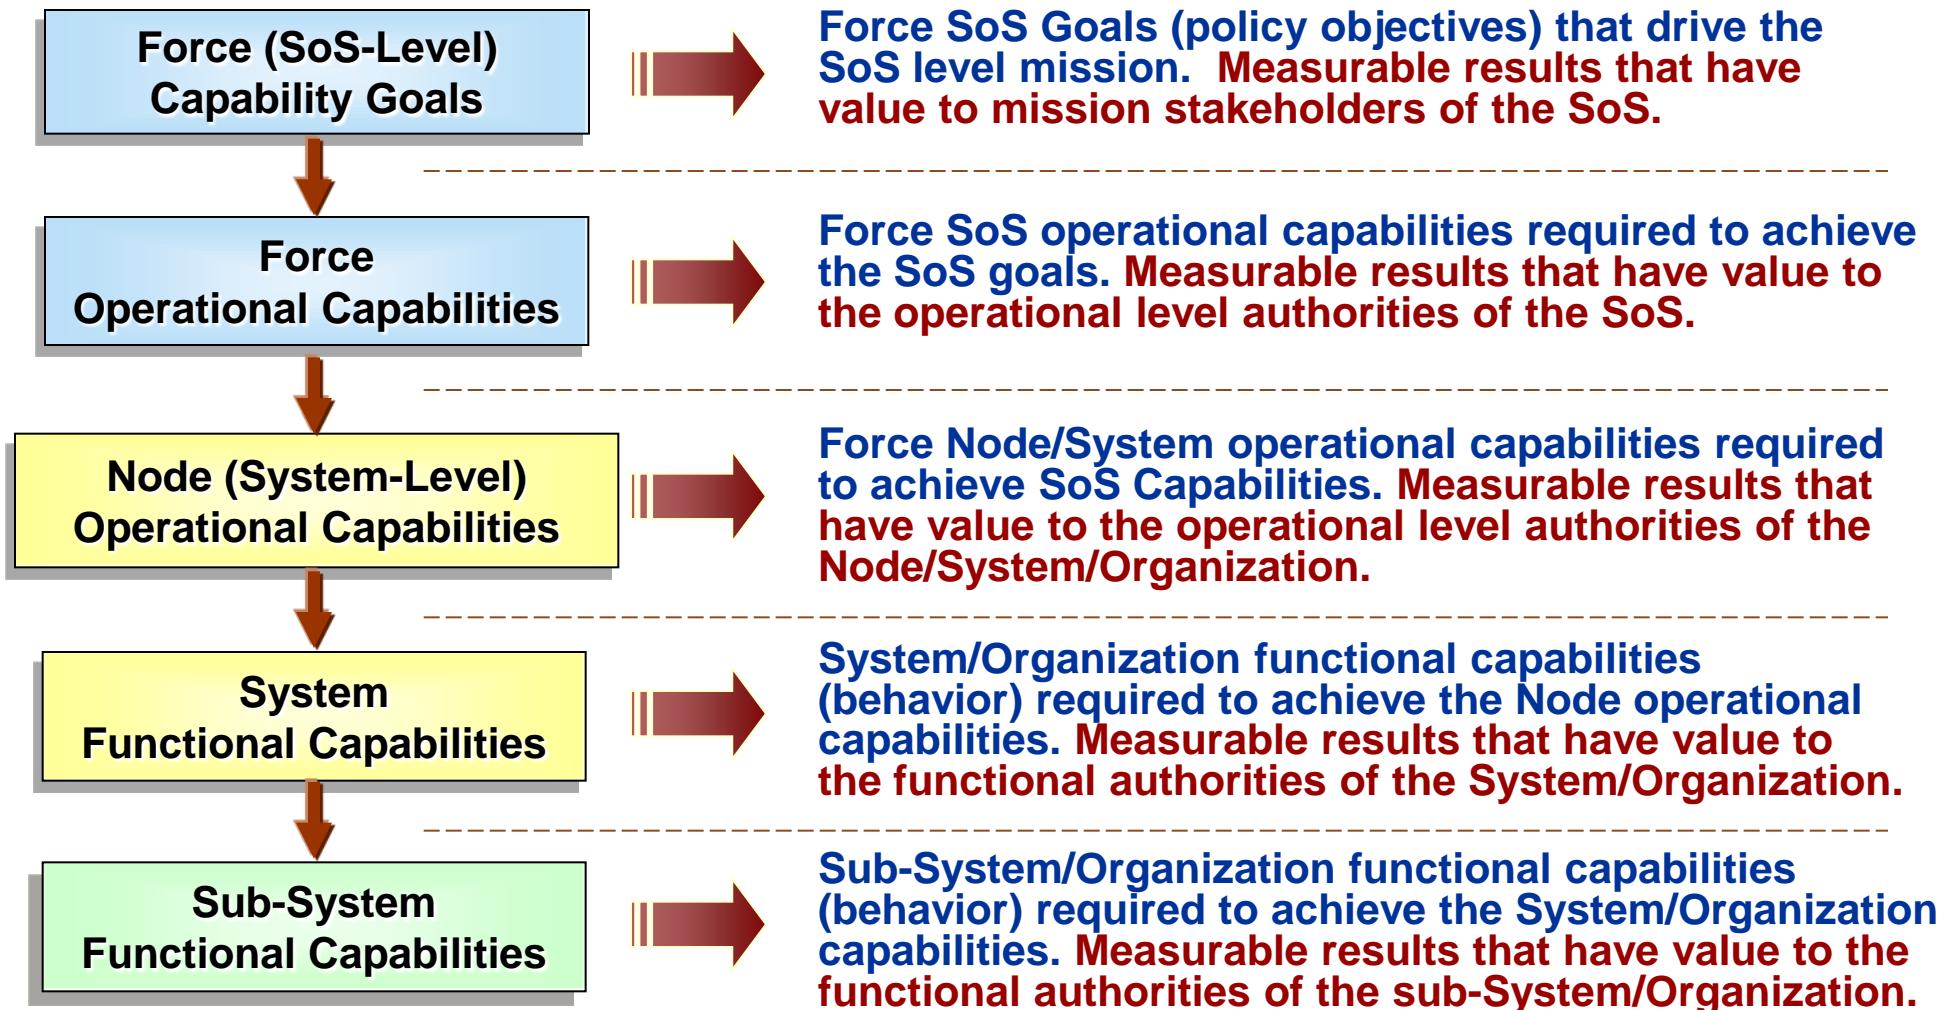 Force (SoS-Level)
Capability Goals
Force SoS Goals (policy objectives) that drive the
SoS level mission. Measurable results that have
value to mission stakeholders of the SoS.
Force
Operational Capabilities
Force SoS operational capabilities required to achieve
the SoS goals. Measurable results that have value to
the operational level authorities of the SoS.
Node (System-Level)
Operational Capabilities
Force Node/System operational capabilities required
to achieve SoS Capabilities. Measurable results that
have value to the operational level authorities of the
Node/System/Organization.
System
Functional Capabilities
System/Organization functional capabilities
(behavior) required to achieve the Node operational
capabilities. Measurable results that have value to
the functional authorities of the System/Organization.
Sub-System
Functional Capabilities
Sub-System/Organization functional capabilities
(behavior) required to achieve the System/Organization
capabilities. Measurable results that have value to the
functional authorities of the sub-System/Organization.